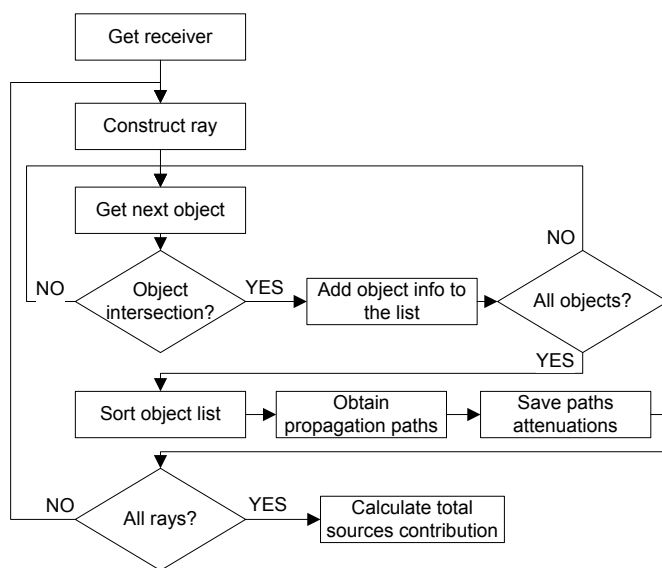 Get receiver
Construct ray
Get next object
NO
NO
Object
intersection?
YES
Add object info to
the list
All objects?
YES
Sort object list
Obtain
propagation paths
Save paths
attenuations
NO
All rays?
YES
Calculate total
sources contribution